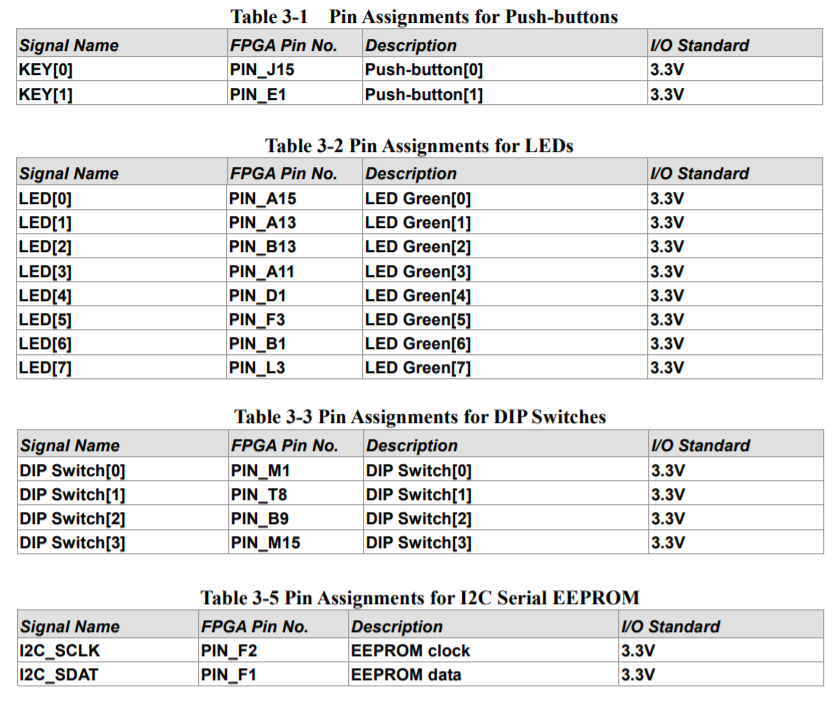 Table 3-1 Pin Assignments for Push-buttons
Signal Name FPGA Pin No. Description I/O Standard
KEY[0] PIN_J15 Push-button[0] 3.3V
KEY[1] PIN_E1 Push-button[1] 3.3V
Table 3-2 Pin Assignments for LEDs
Signal Name FPGA Pin No. Description I/O Standard
LED[0] PIN_A15 LED Green[0] 3.3V
LED[1] PIN_A13 LED Green[1] 3.3V
LED[2] PIN_B13 LED Green[2] 3.3V
LED[3] PIN_A11 LED Green[3] 3.3V
LED[4] PIN_D1 LED Green[4] 3.3V
LED[5] PIN_F3 LED Green[5] 3.3V
LED[6] PIN_B1 LED Green[6] 3.3V
LED[7] PIN_L3 LED Green[7] 3.3V
Table 3-3 Pin Assignments for DIP Switches
Signal Name FPGA Pin No. Description I/O Standard
DIP Switch[0] PIN_M1 DIP Switch[0] 3.3V
DIP Switch[1] PIN_T8 DIP Switch[1] 3.3V
DIP Switch[2] PIN_B9 DIP Switch[2] 3.3V
DIP Switch[3] PIN_M15 DIP Switch[3] 3.3V
Table 3-5 Pin Assignments for I2C Serial EEPROM
Signal Name FPGA Pin No. Description I/O Standard
I2C_SCLK PIN_F2 EEPROM clock 3.3V
I2C_SDAT PIN_F1 EEPROM data 3.3V